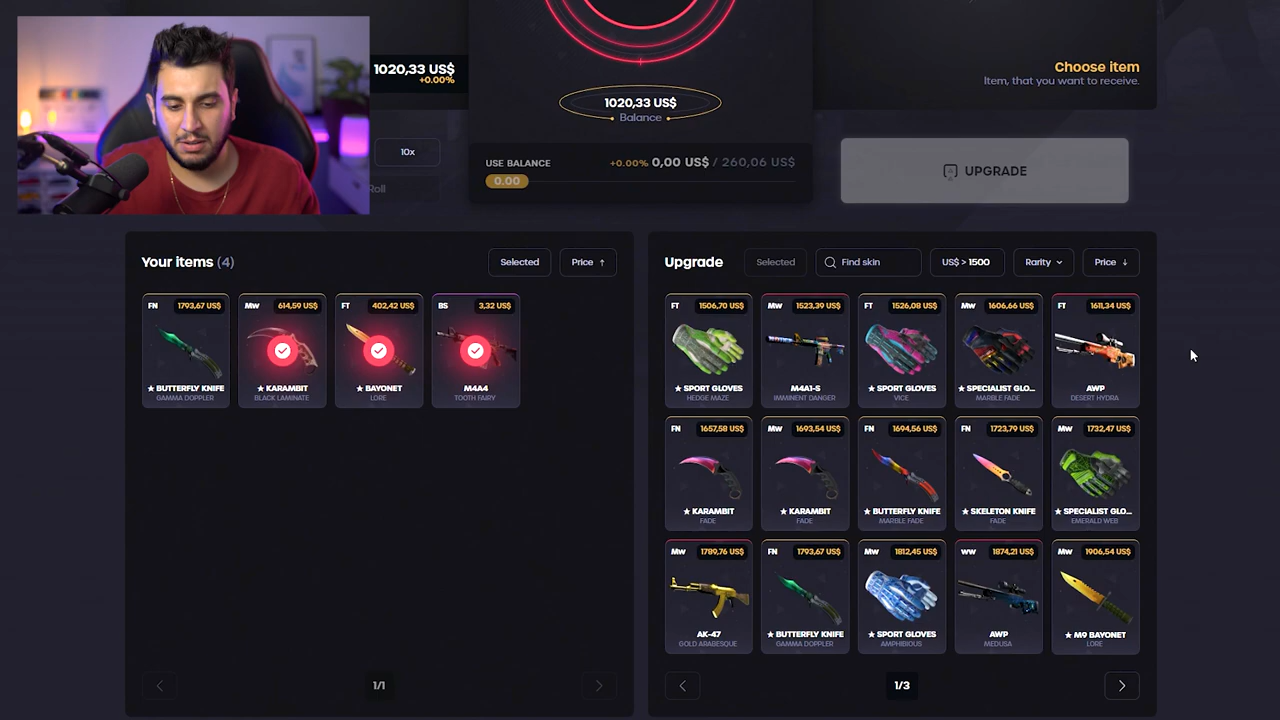 1020,33 US$
+0.00%
10x
Roll
1020,33 US$
Balance
USE BALANCE +0.00% 0,00 US$ / 260,06 US$
0.00
Choose item
Item, that you want to receive.
UPGRADE
Your items (4) Selected Price ↑
FN 1793,67 US$
★ BUTTERFLY KNIFE
GAMMA DOPPLER
MW 614,59 US$
★ KARAMBIT
BLACK LAMINATE
FT 402,42 US$
★ BAYONET
LORE
BS 3,32 US$
M4A4
TOOTH FAIRY
1/1
Upgrade Selected Find skin US$ > 1500 Rarity Price ↓
FT 1506,70 US$
★ SPORT GLOVES
HEDGE MAZE
MW 1523,39 US$
M4A1-S
IMMINENT DANGER
FT 1526,08 US$
★ SPORT GLOVES
VICE
MW 1606,66 US$
★ SPECIALIST GLO...
MARBLE FADE
FT 1611,34 US$
AWP
DESERT HYDRA
FN 1657,58 US$
★ KARAMBIT
FADE
MW 1693,54 US$
★ KARAMBIT
FADE
FN 1694,56 US$
★ BUTTERFLY KNIFE
MARBLE FADE
FN 1723,79 US$
★ SKELETON KNIFE
FADE
MW 1732,47 US$
★ SPECIALIST GLO...
EMERALD WEB
MW 1789,76 US$
AK-47
GOLD ARABESQUE
FN 1793,67 US$
★ BUTTERFLY KNIFE
GAMMA DOPPLER
MW 1812,45 US$
★ SPORT GLOVES
AMPHIBIOUS
WW 1874,21 US$
AWP
MEDUSA
MW 1906,54 US$
★ M9 BAYONET
LORE
1/3